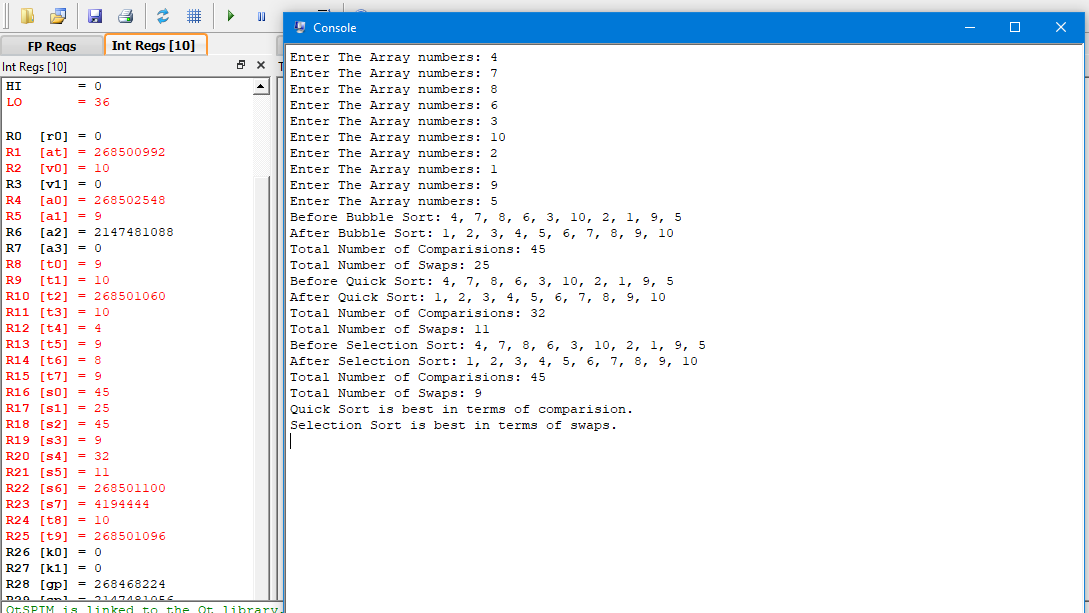 FP Regs
Int Regs [10]
Int Regs [10]
HI = 0
LO = 36
R0 [r0] = 0
R1 [at] = 268500992
R2 [v0] = 10
R3 [v1] = 0
R4 [a0] = 268502548
R5 [a1] = 9
R6 [a2] = 2147481088
R7 [a3] = 0
R8 [t0] = 9
R9 [t1] = 10
R10 [t2] = 268501060
R11 [t3] = 10
R12 [t4] = 4
R13 [t5] = 9
R14 [t6] = 8
R15 [t7] = 9
R16 [s0] = 45
R17 [s1] = 25
R18 [s2] = 45
R19 [s3] = 9
R20 [s4] = 32
R21 [s5] = 11
R22 [s6] = 268501100
R23 [s7] = 4194444
R24 [t8] = 10
R25 [t9] = 268501096
R26 [k0] = 0
R27 [k1] = 0
R28 [gp] = 268468224
R29 [sp] = 2147481056
QtSPIM is linked to the Qt library,
Console
Enter The Array numbers: 4
Enter The Array numbers: 7
Enter The Array numbers: 8
Enter The Array numbers: 6
Enter The Array numbers: 3
Enter The Array numbers: 10
Enter The Array numbers: 2
Enter The Array numbers: 1
Enter The Array numbers: 9
Enter The Array numbers: 5
Before Bubble Sort: 4, 7, 8, 6, 3, 10, 2, 1, 9, 5
After Bubble Sort: 1, 2, 3, 4, 5, 6, 7, 8, 9, 10
Total Number of Comparisions: 45
Total Number of Swaps: 25
Before Quick Sort: 4, 7, 8, 6, 3, 10, 2, 1, 9, 5
After Quick Sort: 1, 2, 3, 4, 5, 6, 7, 8, 9, 10
Total Number of Comparisions: 32
Total Number of Swaps: 11
Before Selection Sort: 4, 7, 8, 6, 3, 10, 2, 1, 9, 5
After Selection Sort: 1, 2, 3, 4, 5, 6, 7, 8, 9, 10
Total Number of Comparisions: 45
Total Number of Swaps: 9
Quick Sort is best in terms of comparision.
Selection Sort is best in terms of swaps.